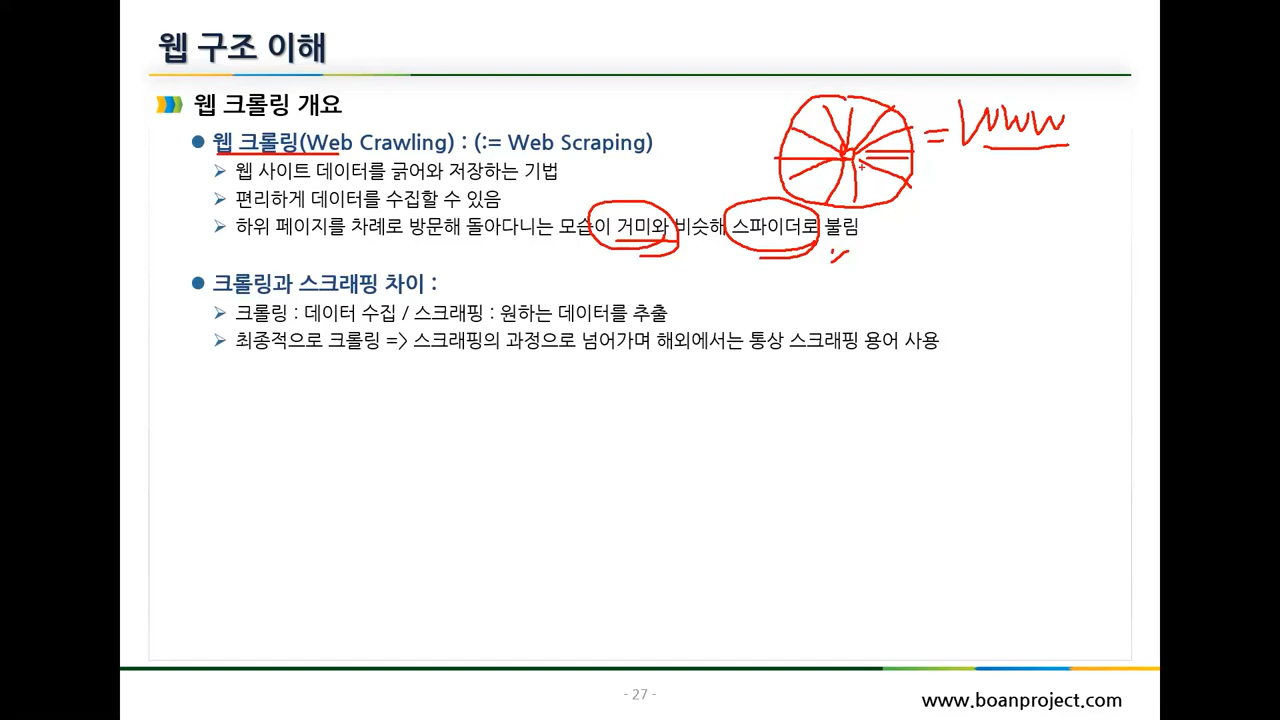 웹 구조 이해
웹 크롤링 개요
웹 크롤링(Web Crawling) : (:= Web Scraping)
= WWW
웹 사이트 데이터를 긁어와 저장하는 기법
편리하게 데이터를 수집할 수 있음
하위 페이지를 차례로 방문해 돌아다니는 모습이 거미와 비슷해 스파이더로 불림
크롤링과 스크래핑 차이 :
크롤링 : 데이터 수집 / 스크래핑 : 원하는 데이터를 추출
최종적으로 크롤링 => 스크래핑의 과정으로 넘어가며 해외에서는 통상 스크래핑 용어 사용
- 27 -
www.boanproject.com